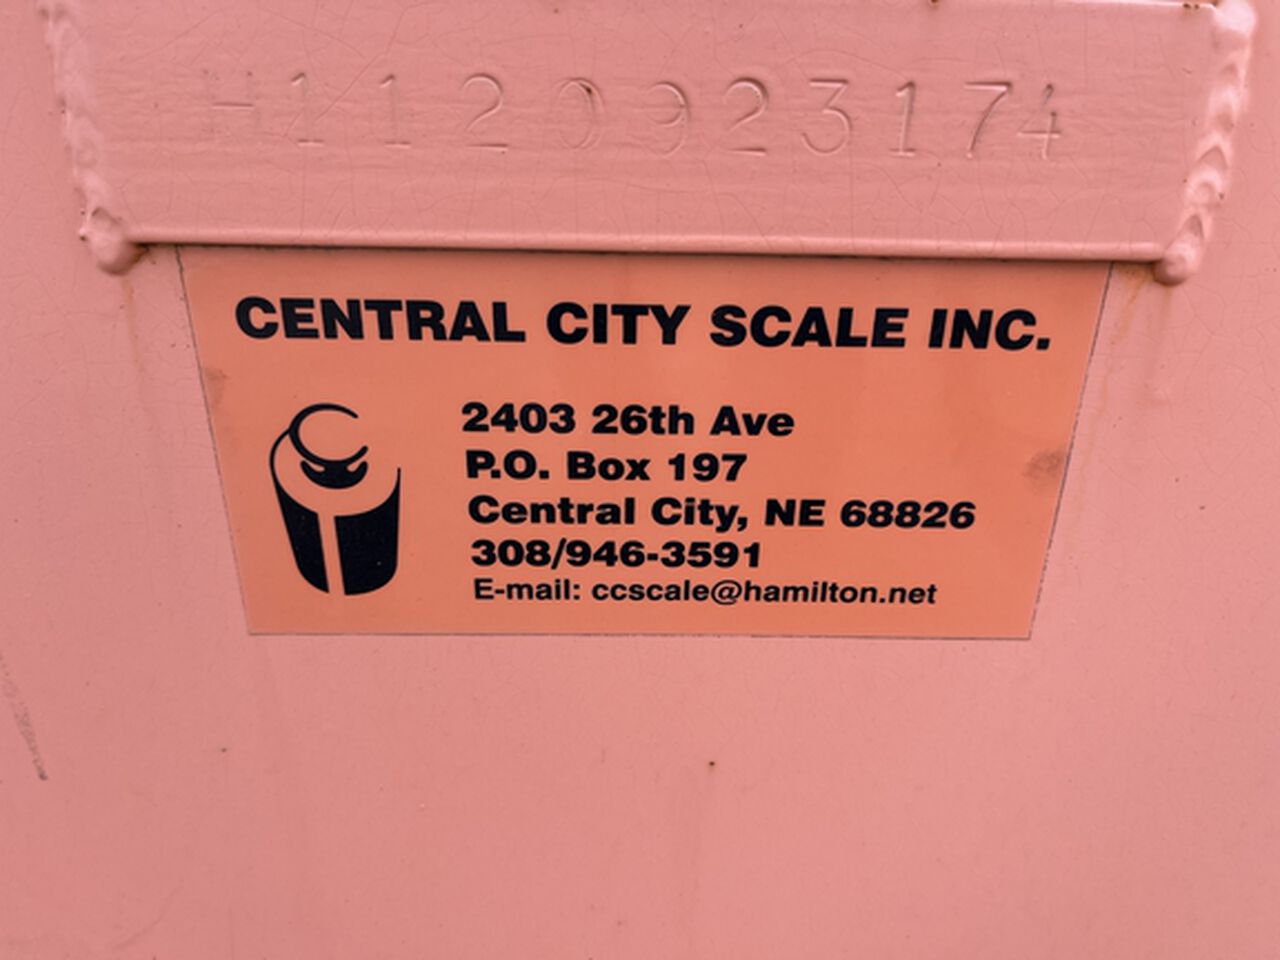 H1120923174
CENTRAL CITY SCALE INC.
2403 26th Ave
P.O. Box 197
Central City, NE 68826
308/946-3591
E-mail: ccscale@hamilton.net